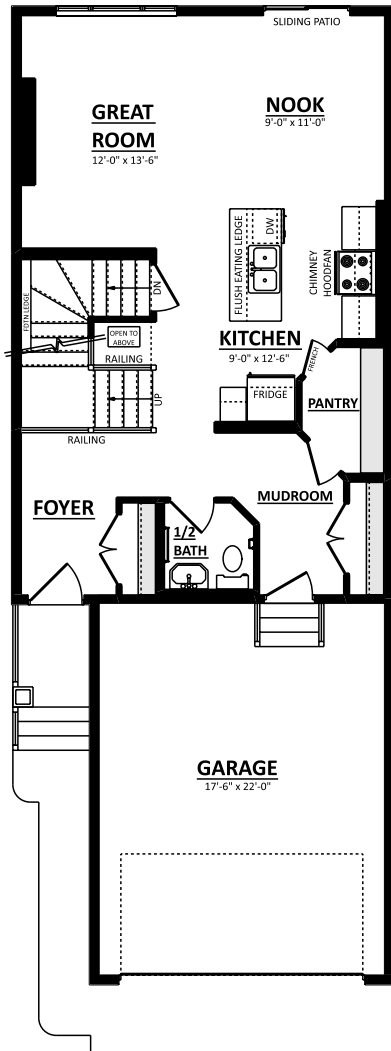 SLIDING PATIO
GREAT
ROOM
12'-0" x 13'-6"
NOOK
9'-0" x 11'-0"
FLUSH EATING LEDGE
DW
CHIMNEY
HOODFAN
FDTN LEDGE
DN
OPEN TO
ABOVE
RAILING
KITCHEN
9'-0" x 12'-6"
FRENCH
FRIDGE
PANTRY
UP
RAILING
FOYER
1/2
BATH
MUDROOM
GARAGE
17'-6" x 22'-0"